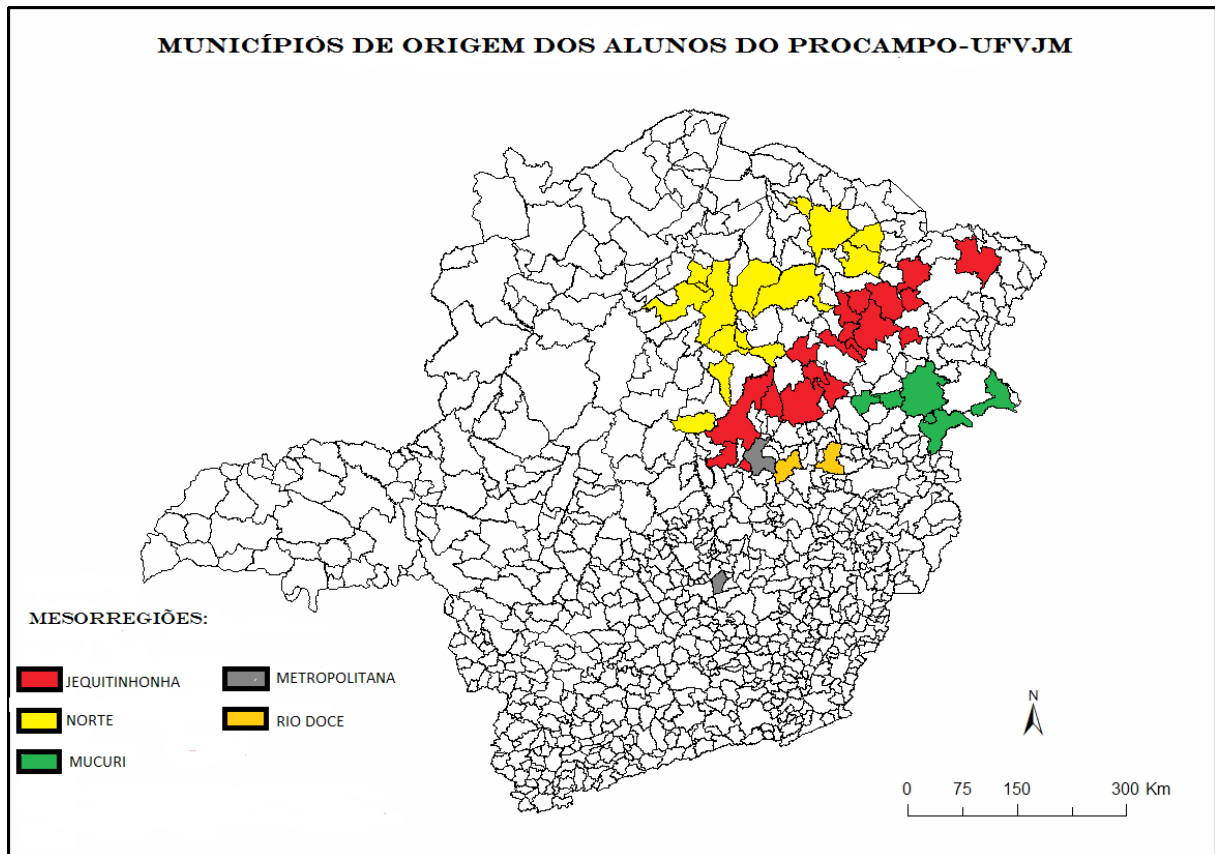 MUNICÍPIOS DE ORIGEM DOS ALUNOS DO PROCAMPO-UFVJM
MESORREGIÕES:
JEQUITINHONHA
METROPOLITANA
NORTE
RIO DOCE
MUCURI
N
0 75 150 300 Km